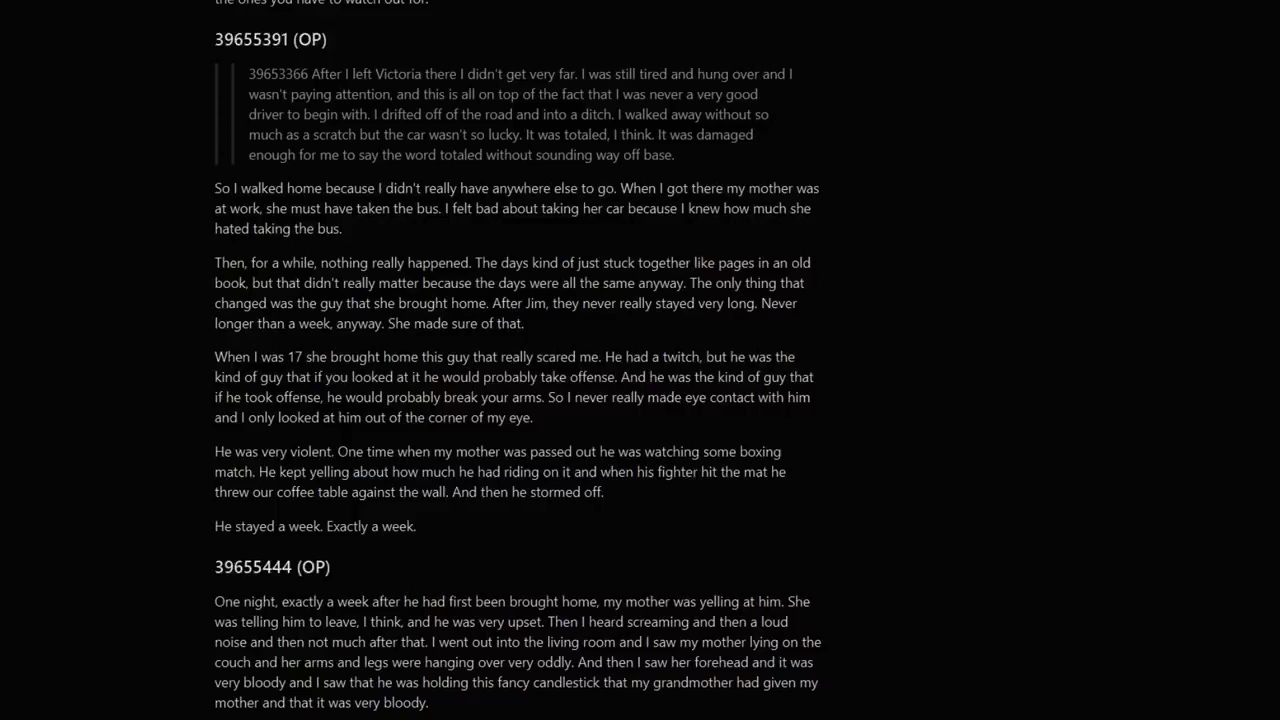 the ones you have to watch out for.
39655391 (OP)
39653366 After I left Victoria there I didn't get very far. I was still tired and hung over and I
wasn't paying attention, and this is all on top of the fact that I was never a very good
driver to begin with. I drifted off of the road and into a ditch. I walked away without so
much as a scratch but the car wasn't so lucky. It was totaled, I think. It was damaged
enough for me to say the word totaled without sounding way off base.
So I walked home because I didn't really have anywhere else to go. When I got there my mother was
at work, she must have taken the bus. I felt bad about taking her car because I knew how much she
hated taking the bus.
Then, for a while, nothing really happened. The days kind of just stuck together like pages in an old
book, but that didn't really matter because the days were all the same anyway. The only thing that
changed was the guy that she brought home. After Jim, they never really stayed very long. Never
longer than a week, anyway. She made sure of that.
When I was 17 she brought home this guy that really scared me. He had a twitch, but he was the
kind of guy that if you looked at it he would probably take offense. And he was the kind of guy that
if he took offense, he would probably break your arms. So I never really made eye contact with him
and I only looked at him out of the corner of my eye.
He was very violent. One time when my mother was passed out he was watching some boxing
match. He kept yelling about how much he had riding on it and when his fighter hit the mat he
threw our coffee table against the wall. And then he stormed off.
He stayed a week. Exactly a week.
39655444 (OP)
One night, exactly a week after he had first been brought home, my mother was yelling at him. She
was telling him to leave, I think, and he was very upset. Then I heard screaming and then a loud
noise and then not much after that. I went out into the living room and I saw my mother lying on the
couch and her arms and legs were hanging over very oddly. And then I saw her forehead and it was
very bloody and I saw that he was holding this fancy candlestick that my grandmother had given my
mother and that it was very bloody.